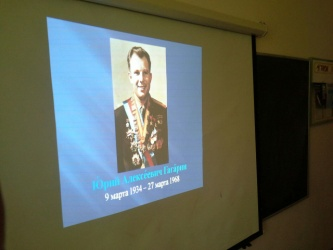 Юрий Алексеевич Гагарин
9 марта 1934 – 27 марта 1968